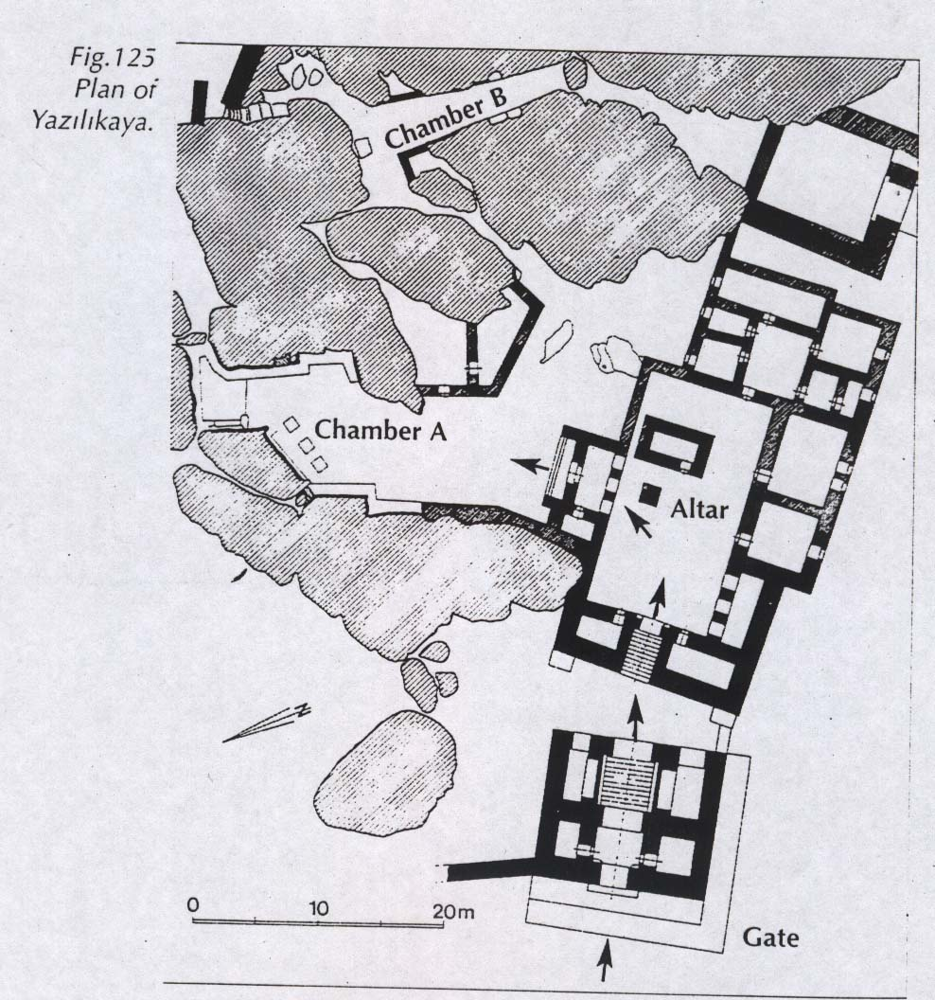 Fig.125
Plan of
Yazılıkaya.
Chamber B
Chamber A
Altar
N
0 10 20m
Gate